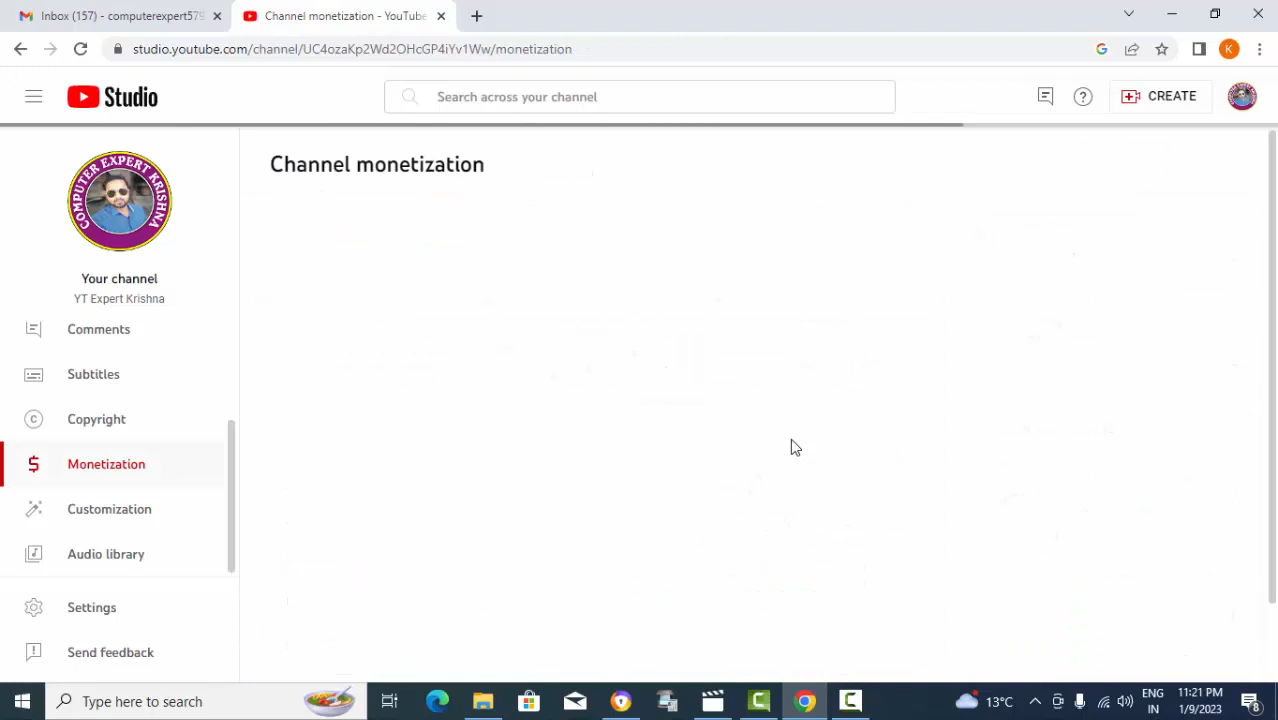 Inbox (157) - computerexpert579
Channel monetization - YouTube
studio.youtube.com/channel/UC4ozaKp2Wd2OHcGP4iYv1Ww/monetization
K
Studio
Search across your channel
CREATE
Channel monetization
COMPUTER EXPERT KRISHNA
Your channel
YT Expert Krishna
Comments
Subtitles
Copyright
Monetization
Customization
Audio library
Settings
Send feedback
Type here to search
13°C
ENG
IN
11:21 PM
1/9/2023
8